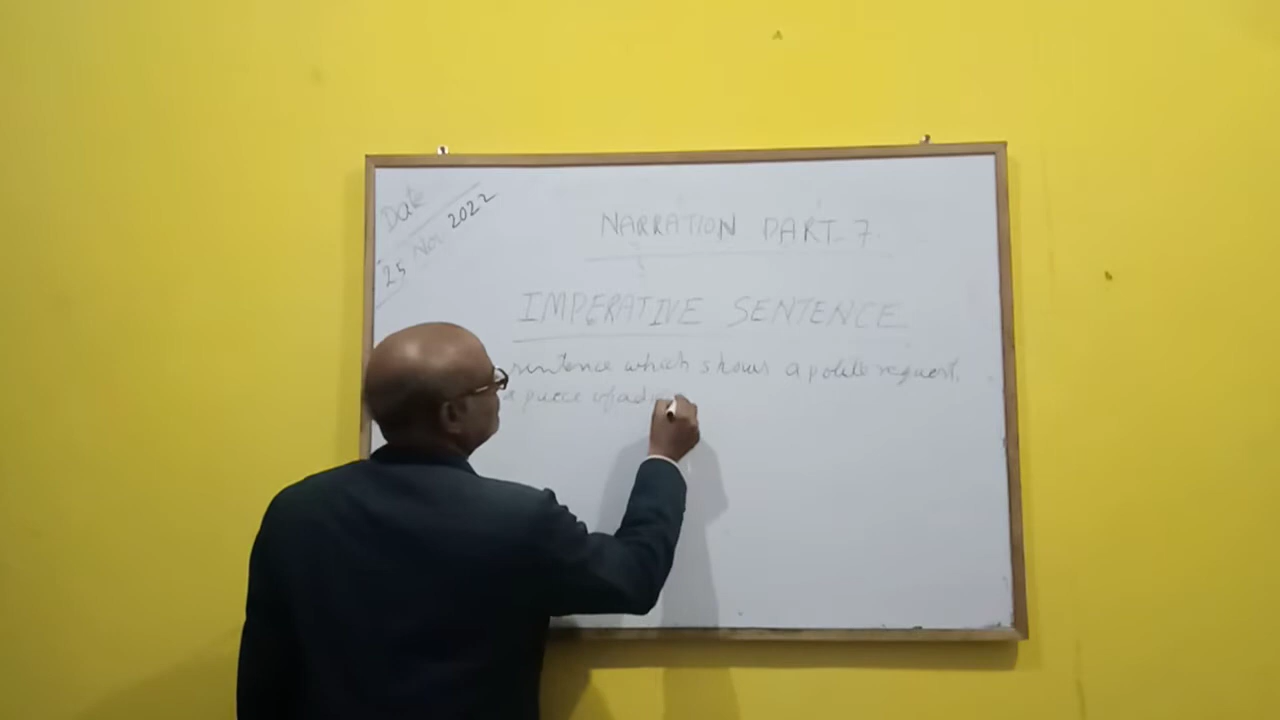 Date
25 Nov 2022
NARRATION PART-7
IMPERATIVE SENTENCE
sentence which shows a polite request,
a piece of